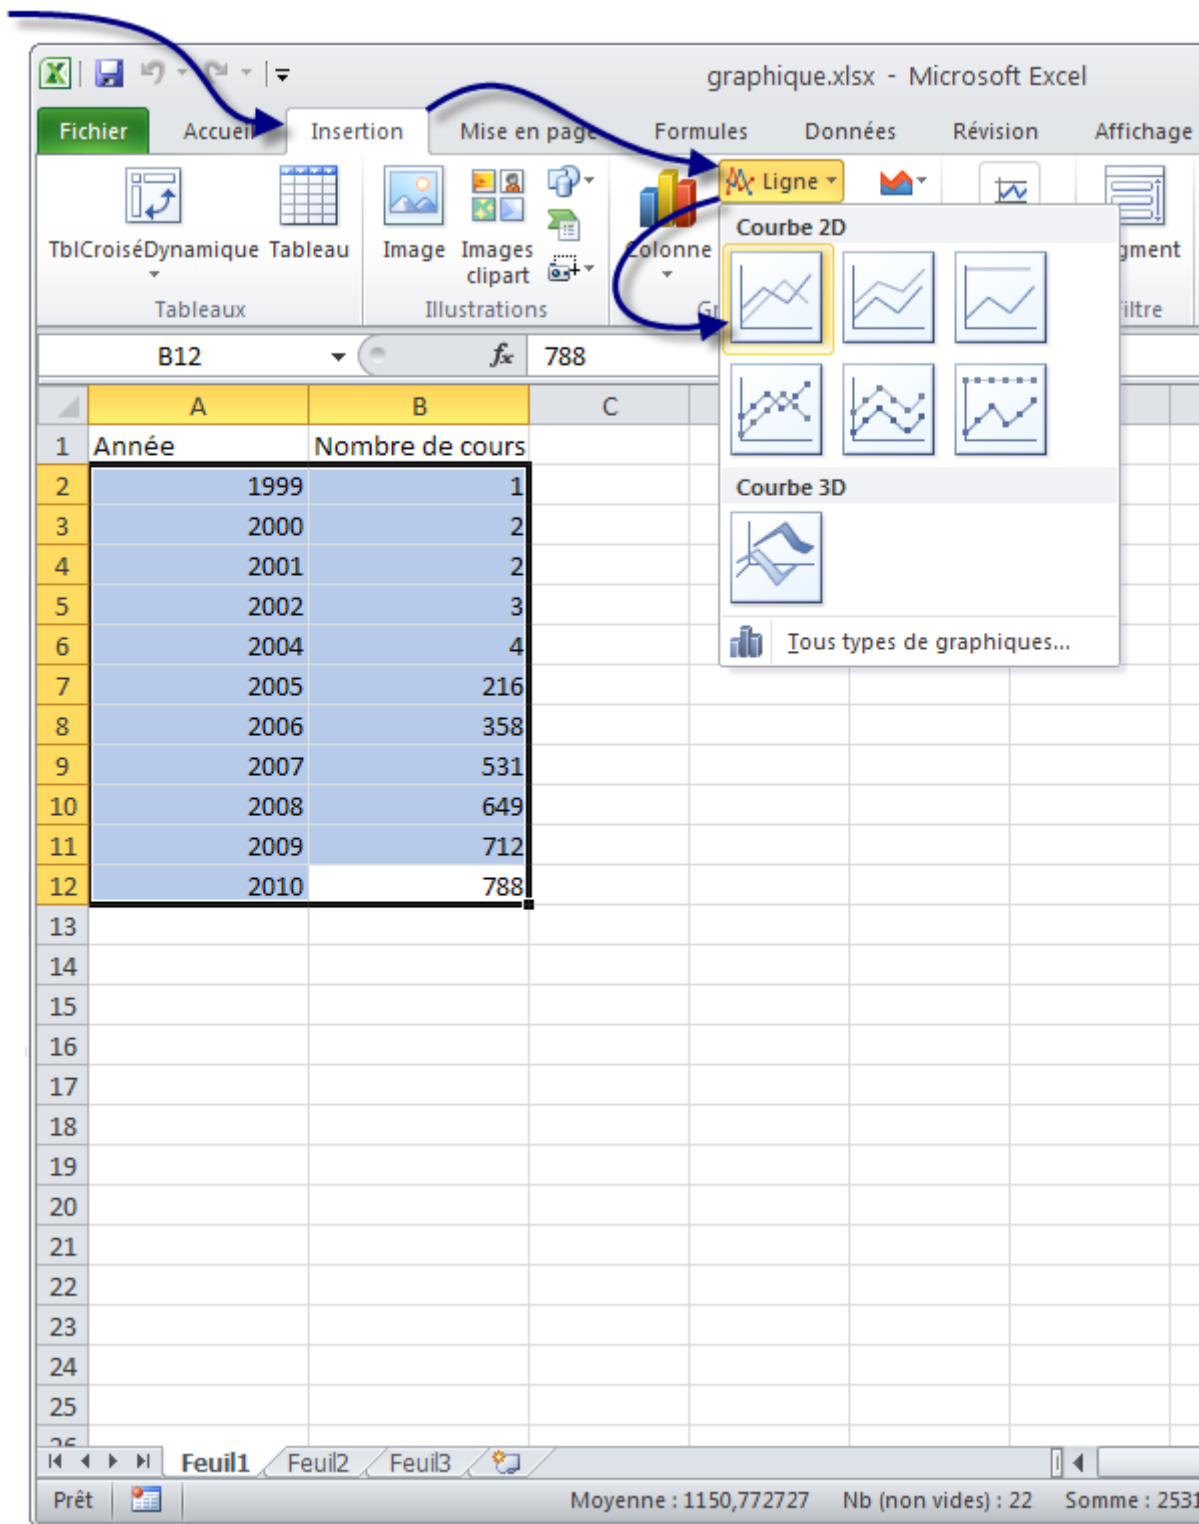 graphique.xlsx - Microsoft Excel
Fichier Accueil Insertion Mise en page Formules Données Révision Affichage
Ligne
TblCroiséDynamique Tableau Image Images clipart Colonne
Tableaux Illustrations
Courbe 2D
Courbe 3D
Tous types de graphiques...
B12 fx 788
A B C
1 Année Nombre de cours
2 1999 1
3 2000 2
4 2001 2
5 2002 3
6 2004 4
7 2005 216
8 2006 358
9 2007 531
10 2008 649
11 2009 712
12 2010 788
13
14
15
16
17
18
19
20
21
22
23
24
25
26
Feuil1 Feuil2 Feuil3
Prêt Moyenne : 1150,772727 Nb (non vides) : 22 Somme : 2531